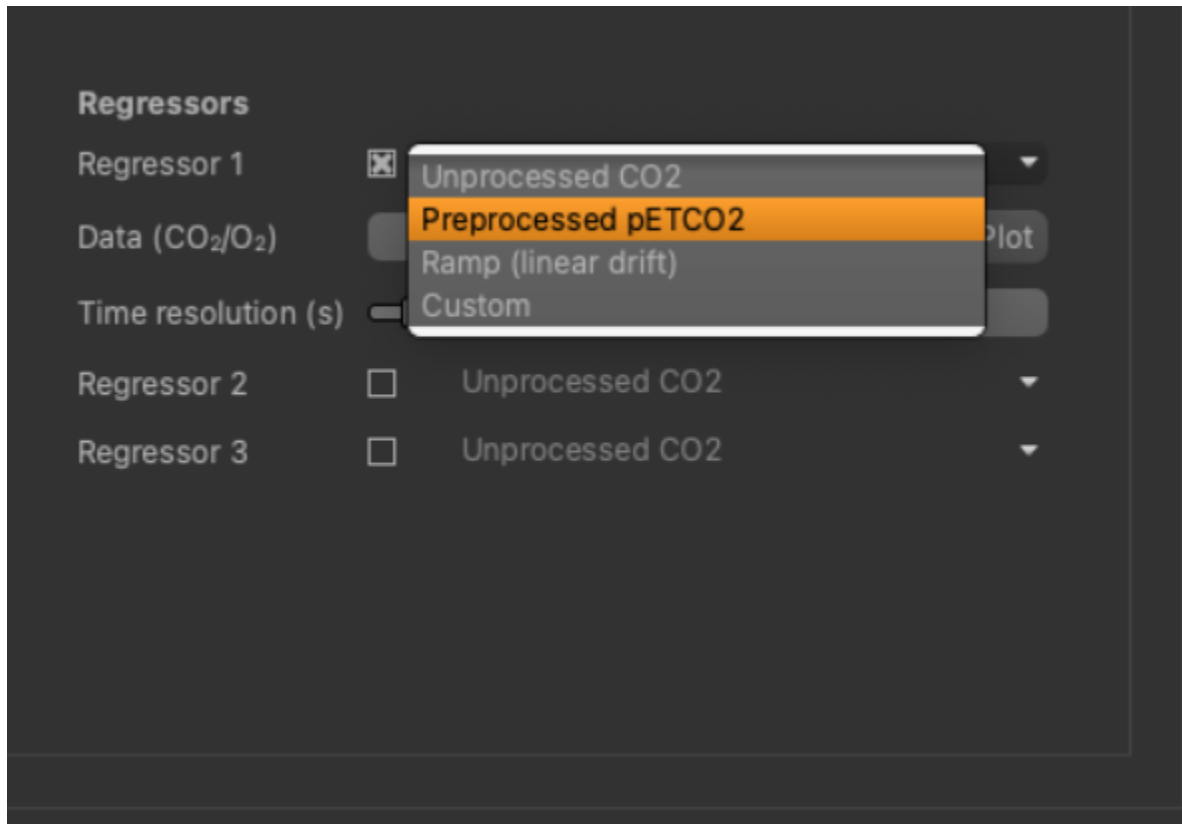 Regressors
Regressor 1
Unprocessed CO2
Preprocessed pETCO2
Ramp (linear drift)
Custom
Data (CO₂/O₂)
Time resolution (s)
Regressor 2 Unprocessed CO2
Regressor 3 Unprocessed CO2